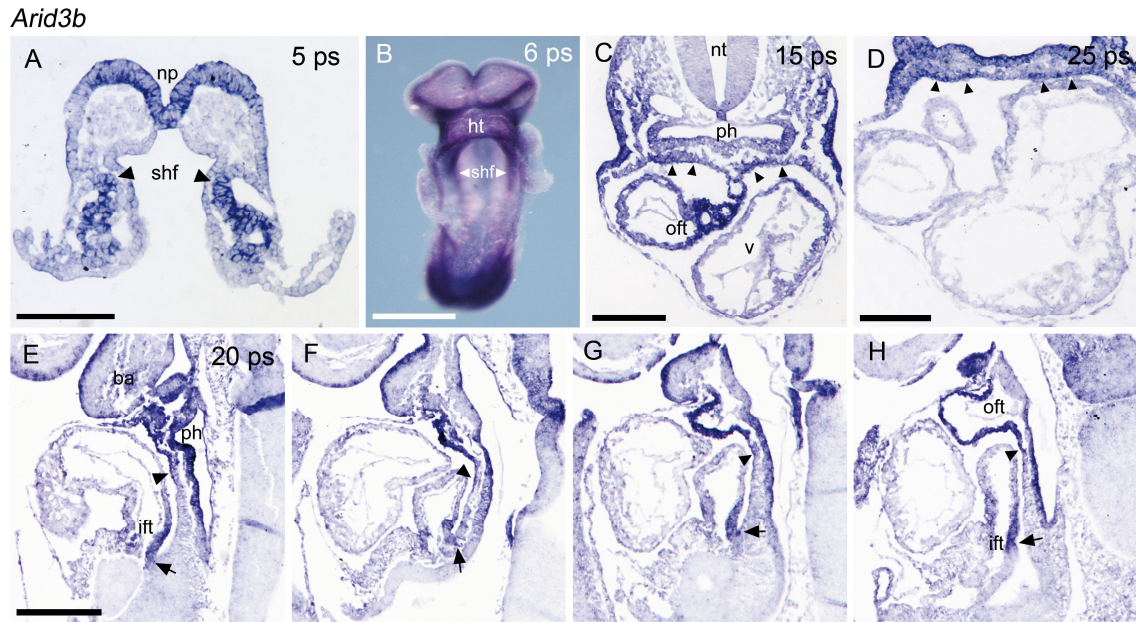 Arid3b
A 5 ps
np
shf
B 6 ps
ht
shf
C 15 ps
nt
ph
oft
v
D 25 ps
E 20 ps
ba
ph
ift
F
G
H
oft
ift